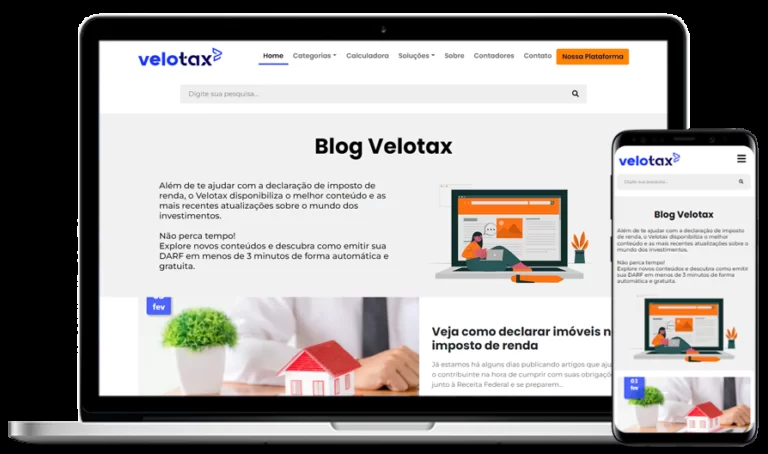 velotax
Home Categorias Calculadora Soluções Sobre Contadores Contato Nossa Plataforma
Digite sua pesquisa...
Blog Velotax
Além de te ajudar com a declaração de imposto de
renda, o Velotax disponibiliza o melhor conteúdo e as
mais recentes atualizações sobre o mundo dos
investimentos.
Não perca tempo!
Explore novos conteúdos e descubra como emitir sua
DARF em menos de 3 minutos de forma automática e
gratuita.
fev
Veja como declarar imóveis n
imposto de renda
Já estamos há alguns dias publicando artigos que aju
o contribuinte na hora de cumprir com suas obrigaçõ
junto à Receita Federal e se preparem...
velotax
Digite sua pesquisa...
Blog Velotax
Além de te ajudar com a declaração de imposto de
renda, o Velotax disponibiliza o melhor conteúdo e as
mais recentes atualizações sobre o mundo dos
investimentos.
Não perca tempo!
Explore novos conteúdos e descubra como emitir
sua DARF em menos de 3 minutos de forma
automática e gratuita.
03
fev